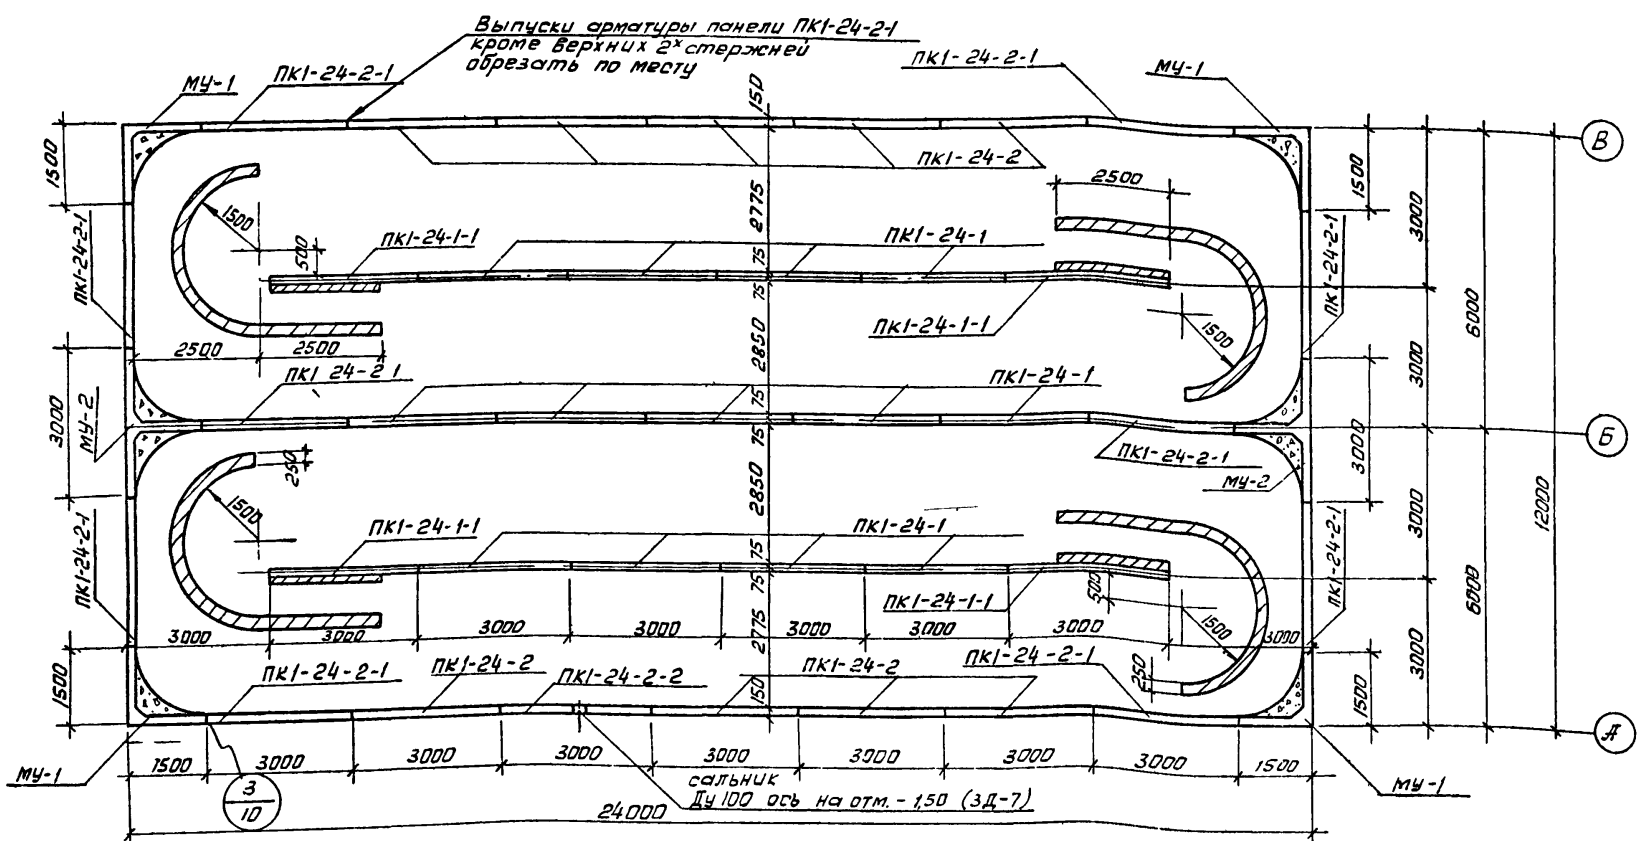 Выпуски арматуры панели ПК1-24-2-1
кроме верхних 2х стержней
обрезать по месту
МУ-1
ПК1-24-2-1
ПК1-24-2-1
МУ-1
150
В
1500
ПК1-24-2
2500
1500
3000
2775
1500
500
ПК1-24-1-1
ПК1-24-1
75
75
ПК1-24-2-1
ПК1-24-2-1
6000
ПК1-24-1-1
1500
2850
3000
2500
2500
ПК1 24-2 1
ПК1-24-1
75
3000
МУ-2
Б
75
ПК1-24-2-1
3000
МУ-2
250
1500
2850
3000
12000
ПК1-24-1-1
ПК1-24-1
75
75
ПК1-24-2-1
ПК1-24-2-1
ПК1-24-1-1
500
1500
6000
3000
3000
3000
3000
3000
3000
3000
3000
2775
3000
ПК1-24-2-1
ПК1-24-2
ПК1-24-2-2
ПК1-24-2
ПК1-24-2-1
250
1500
150
1500
А
1500
3000
3000
3000
3000
3000
3000
3000
1500
МУ-1
МУ-1
3
10
сальник
Ду 100 ось на отм. - 1,50 (ЗД-7)
24000